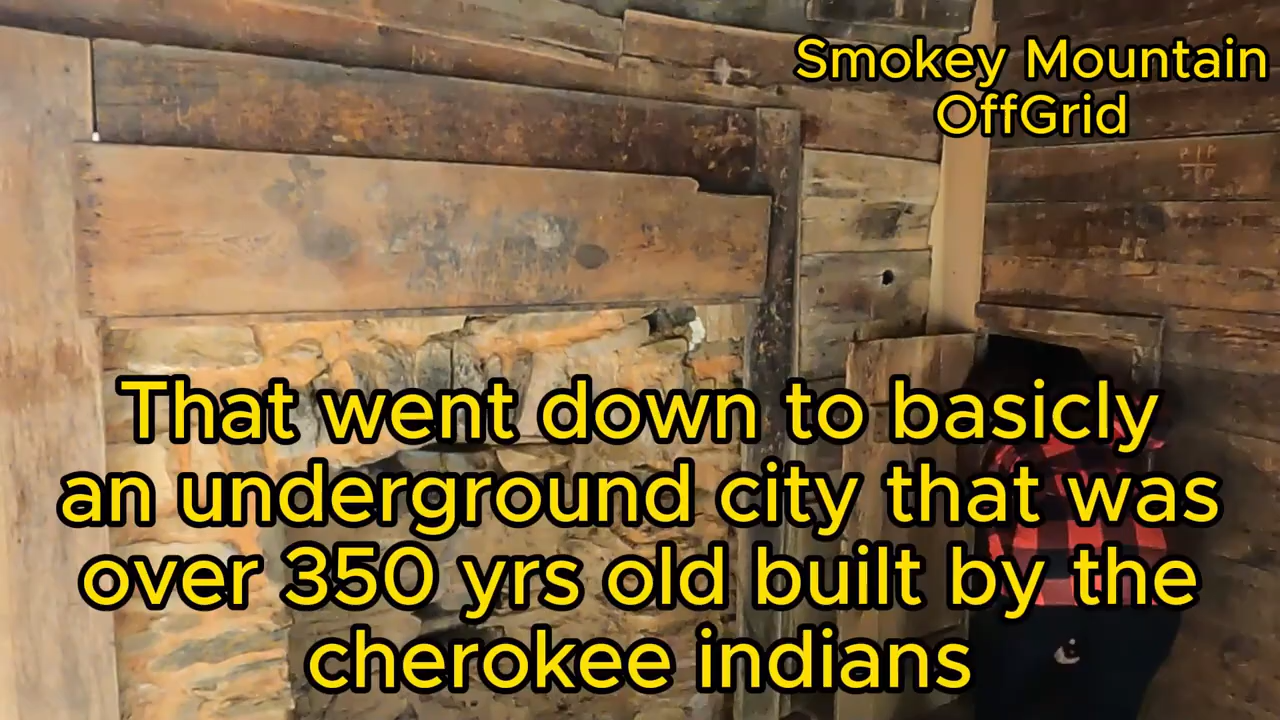 Smokey Mountain
OffGrid
That went down to basicly
an underground city that was
over 350 yrs old built by the
cherokee indians